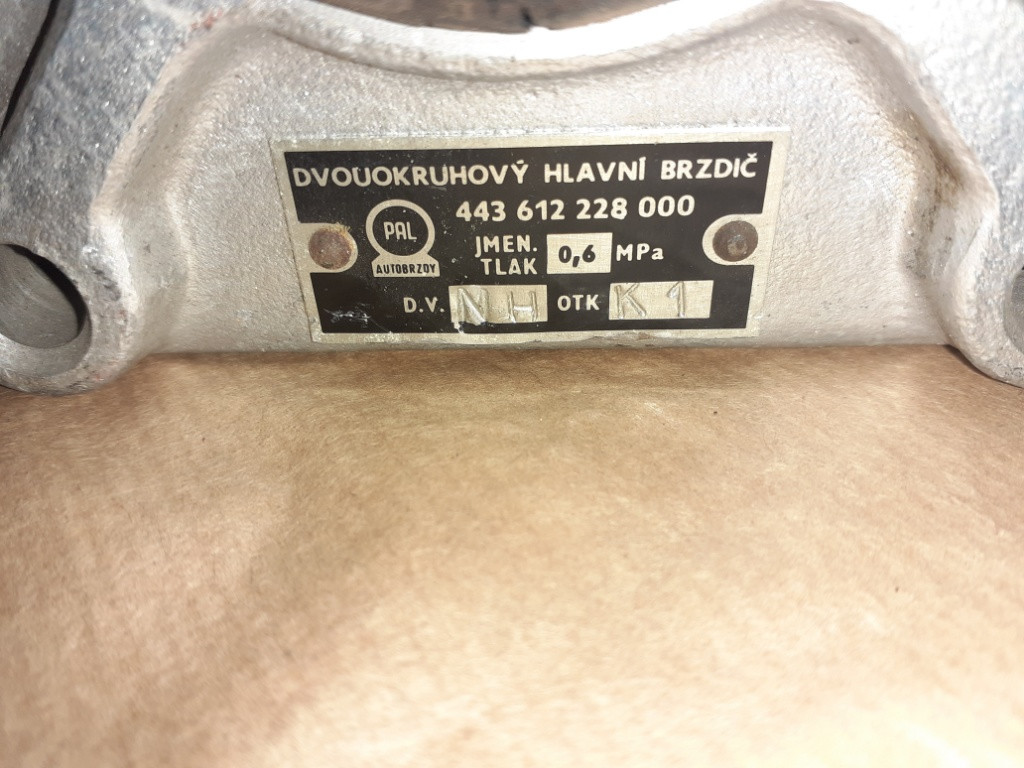 DVOUOKRUHOVÝ HLAVNÍ BRZDIČ
443 612 228 000
PAL
AUTOBRZDY
JMEN. TLAK 0,6 MPa
D.V. NH OTK K1